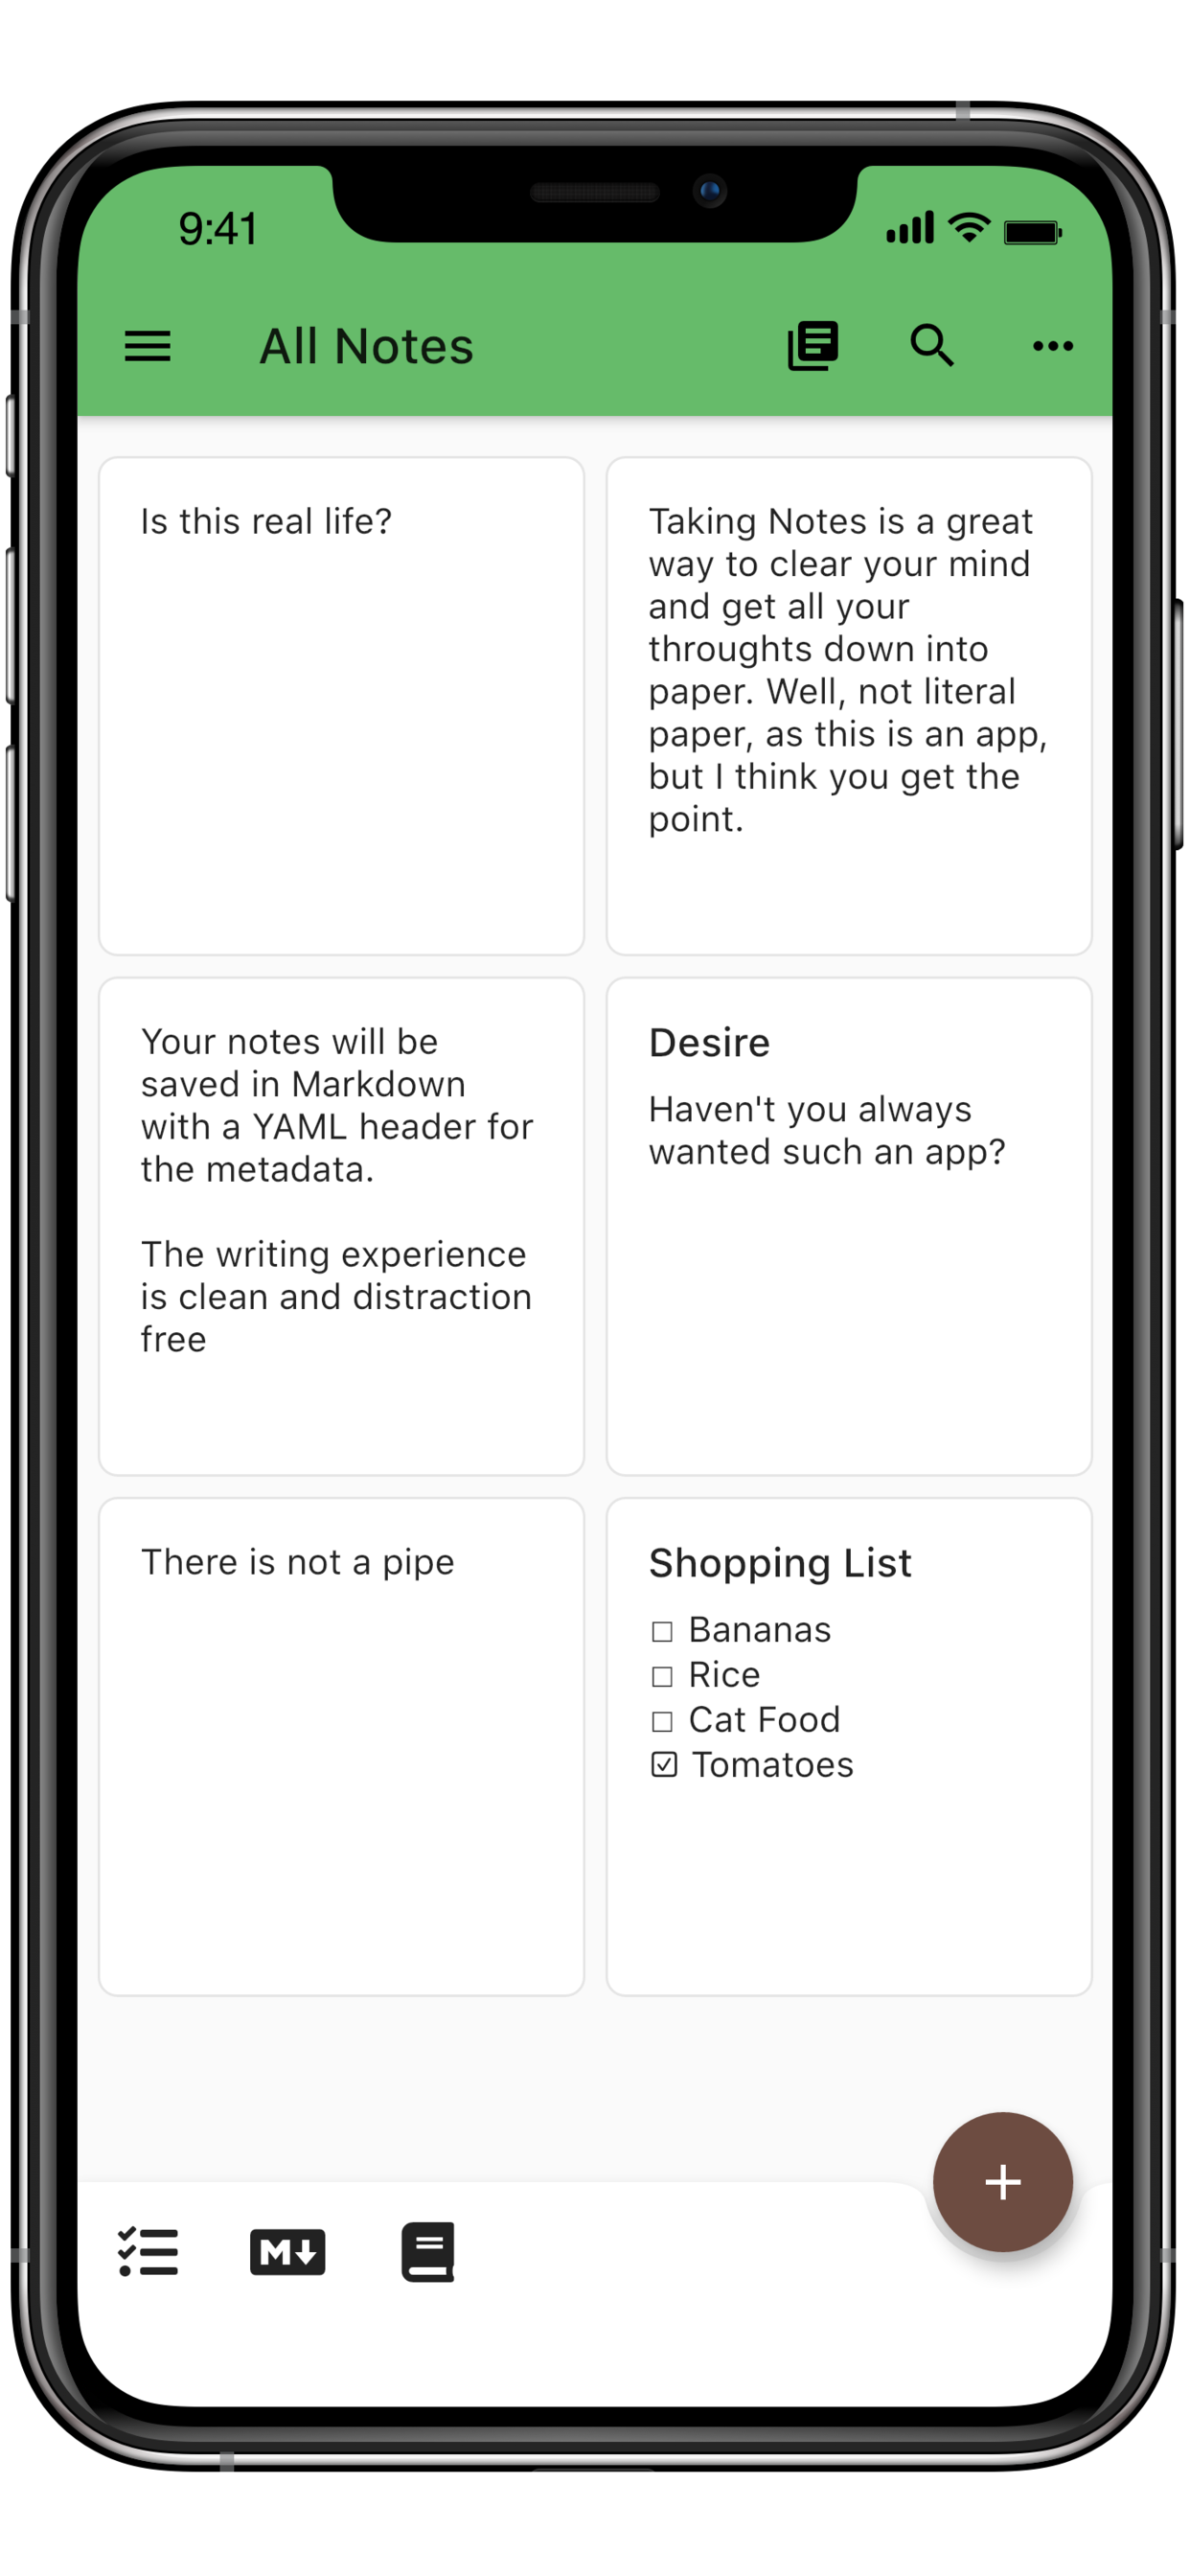 9:41
All Notes
Is this real life?
Taking Notes is a great
way to clear your mind
and get all your
throughts down into
paper. Well, not literal
paper, as this is an app,
but I think you get the
point.
Your notes will be
saved in Markdown
with a YAML header for
the metadata.
The writing experience
is clean and distraction
free
Desire
Haven't you always
wanted such an app?
There is not a pipe
Shopping List
☐ Bananas
☐ Rice
☐ Cat Food
☑ Tomatoes
M